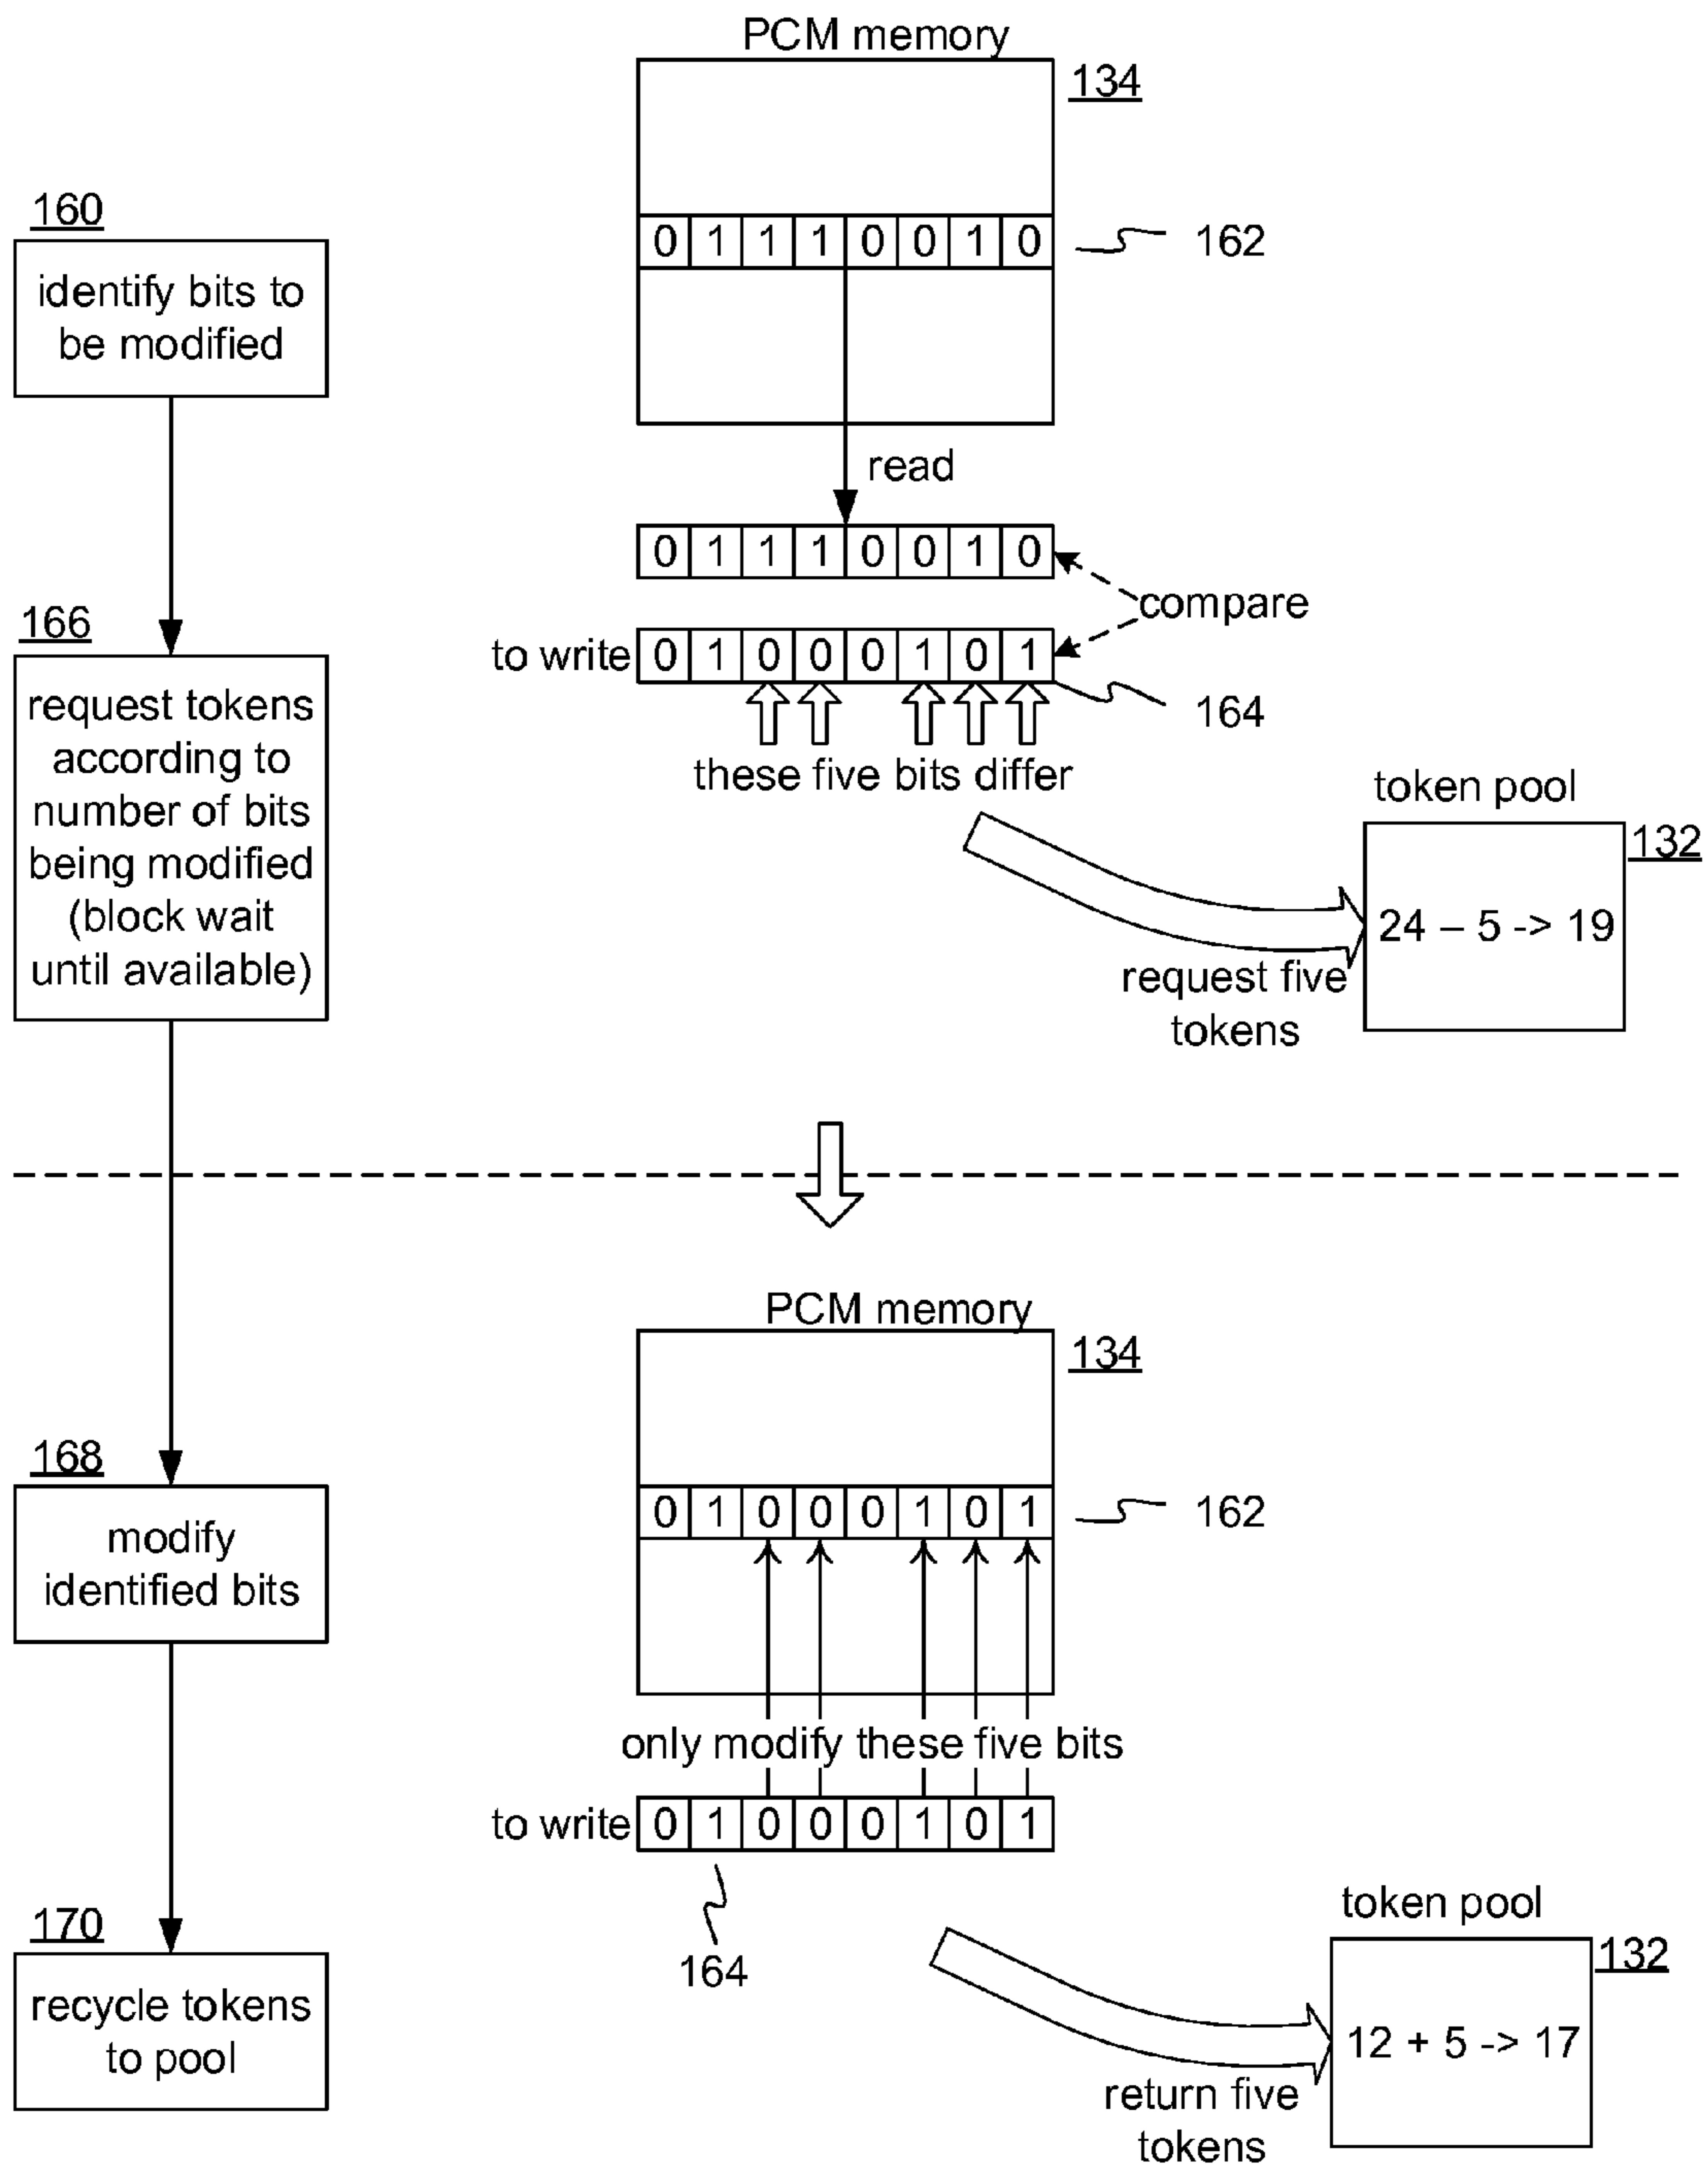 PCM memory
134
160
0 1 1 1 0 0 1 0
162
identify bits to
be modified
read
0 1 1 1 0 0 1 0
compare
166
to write 0 1 0 0 0 1 0 1
164
request tokens
according to
number of bits
being modified
(block wait
until available)
these five bits differ
token pool
132
24 – 5 -> 19
request five
tokens
PCM memory
134
168
0 1 0 0 0 1 0 1
162
modify
identified bits
only modify these five bits
to write 0 1 0 0 0 1 0 1
164
170
recycle tokens
to pool
token pool
132
12 + 5 -> 17
return five
tokens